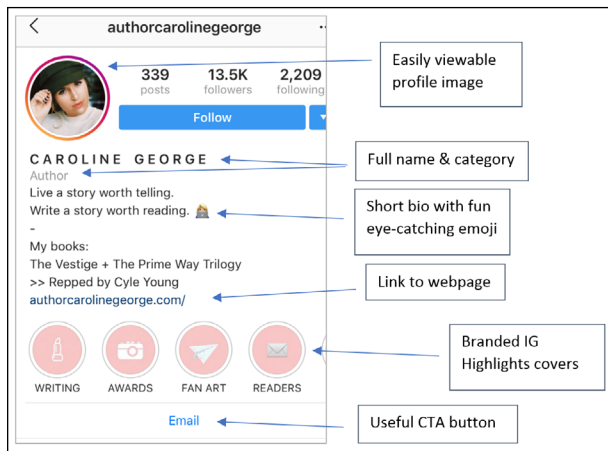 authorcarolinegeorge
339 13.5K 2,209
posts followers following
Follow
CAROLINE GEORGE
Author
Live a story worth telling.
Write a story worth reading. 👩🏻‍💻
-
My books:
The Vestige + The Prime Way Trilogy
>> Repped by Cyle Young
authorcarolinegeorge.com/
WRITING AWARDS FAN ART READERS
Email
Easily viewable
profile image
Full name & category
Short bio with fun
eye-catching emoji
Link to webpage
Branded IG
Highlights covers
Useful CTA button